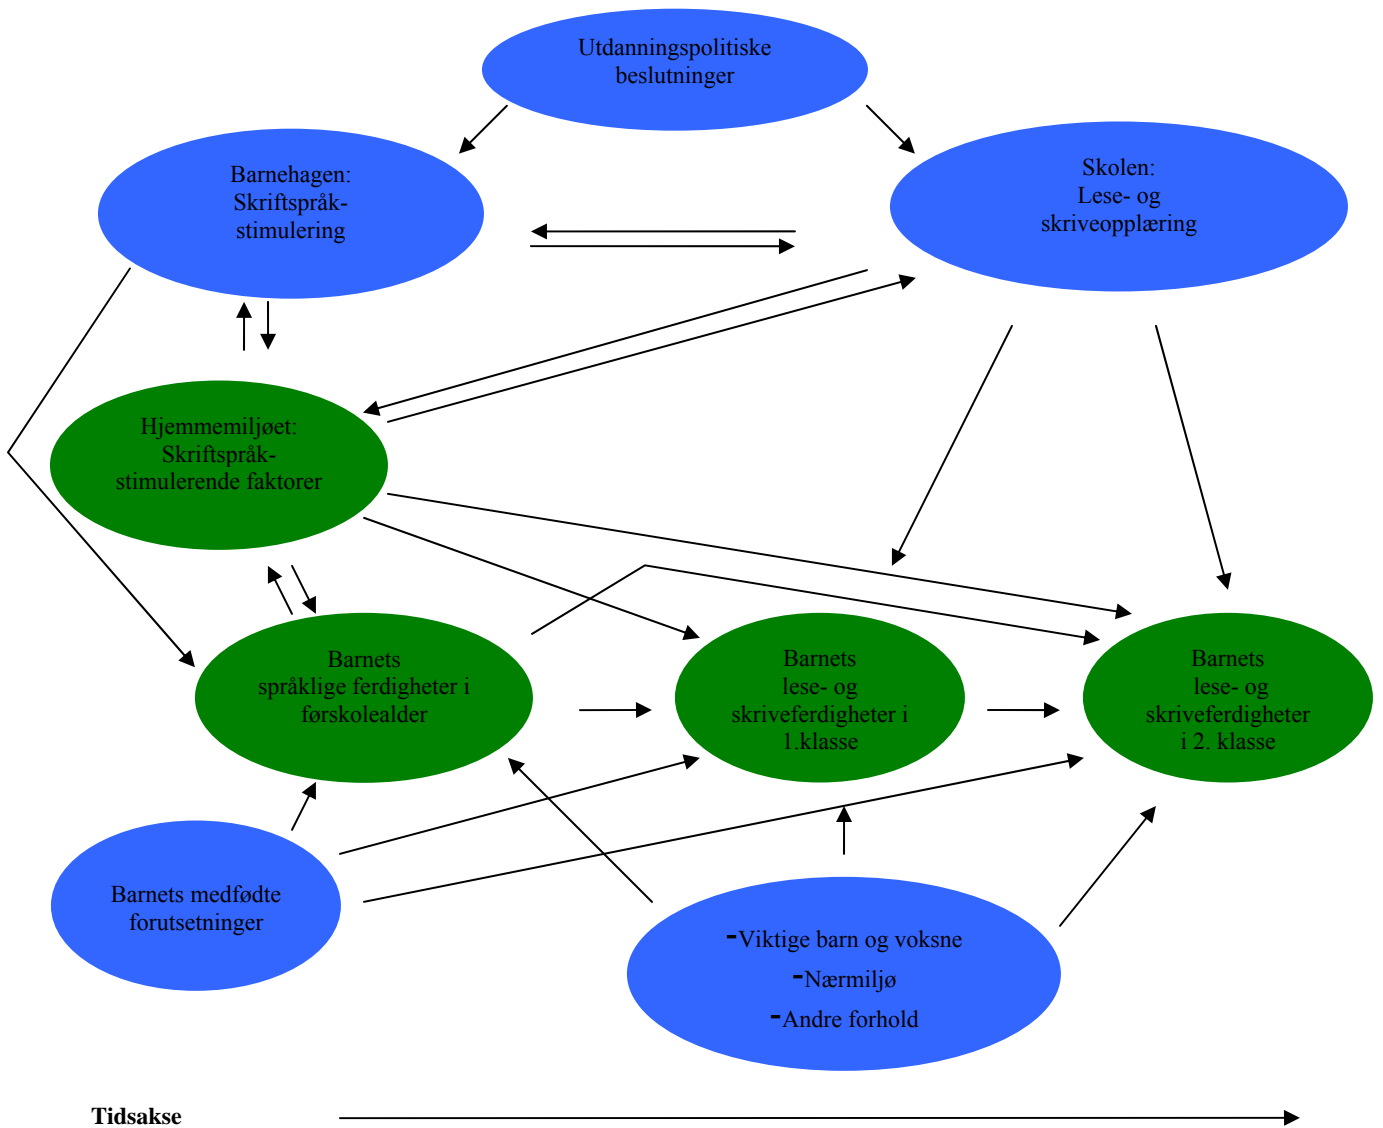 Utdanningspolitiske
beslutninger
Barnehagen:
Skriftspråk-
stimulering
Skolen:
Lese- og
skriveopplæring
Hjemmemiljøet:
Skriftspråk-
stimulerende faktorer
Barnets
språklige ferdigheter i
førskolealder
Barnets
lese- og
skriveferdigheter i
1.klasse
Barnets
lese- og
skriveferdigheter
i 2. klasse
Barnets medfødte
forutsetninger
-Viktige barn og voksne
-Nærmiljø
-Andre forhold
Tidsakse